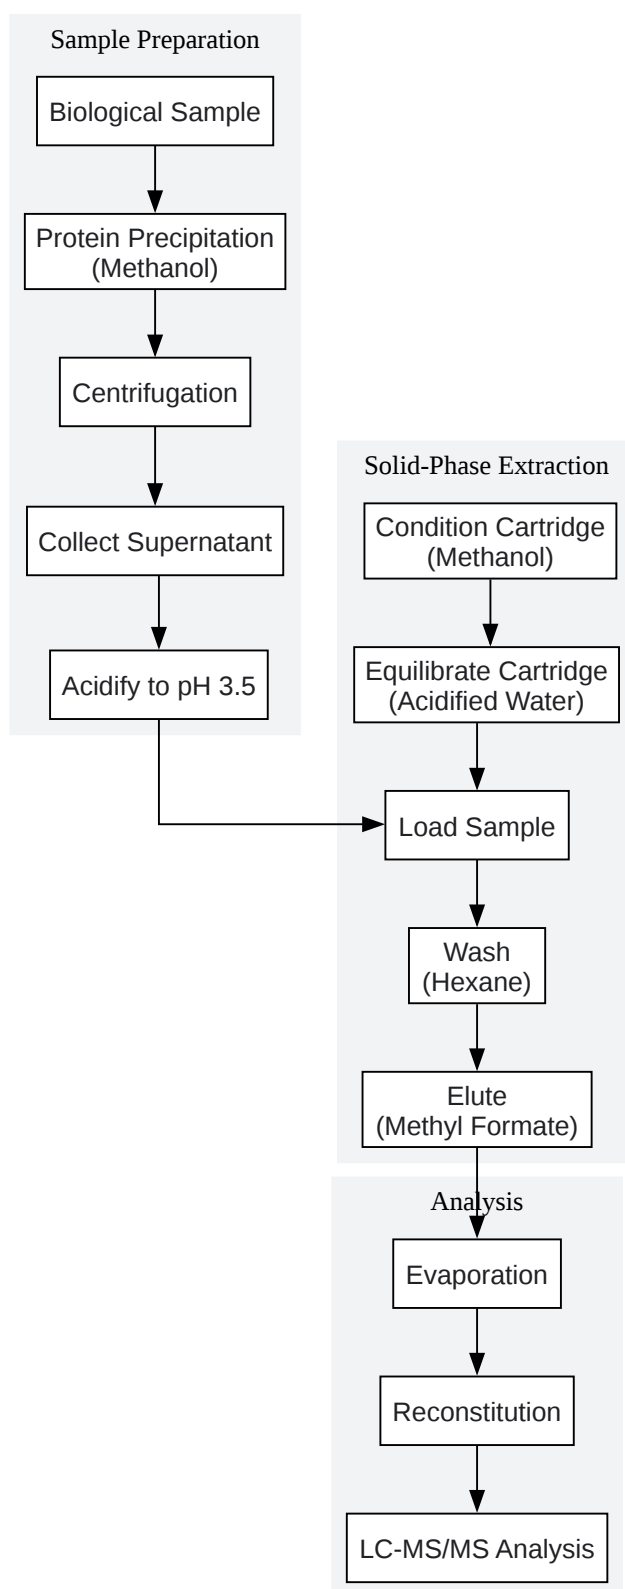 Sample Preparation
Biological Sample
Protein Precipitation
(Methanol)
Centrifugation
Collect Supernatant
Acidify to pH 3.5
Solid-Phase Extraction
Condition Cartridge
(Methanol)
Equilibrate Cartridge
(Acidified Water)
Load Sample
Wash
(Hexane)
Elute
(Methyl Formate)
Analysis
Evaporation
Reconstitution
LC-MS/MS Analysis